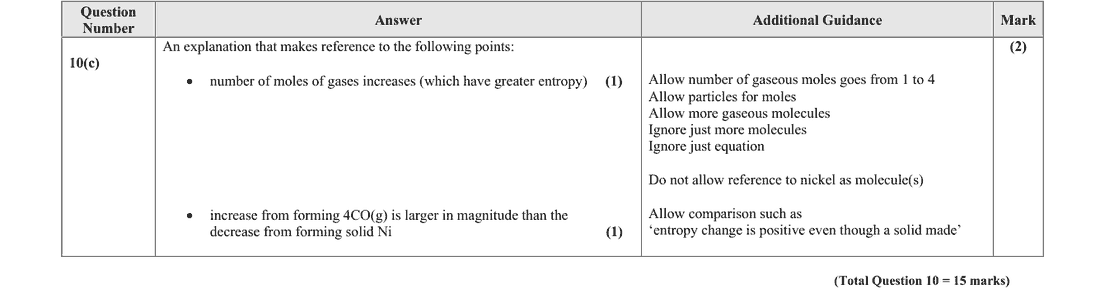 Question Number Answer Additional Guidance Mark
10(c)
An explanation that makes reference to the following points:
(2)
• number of moles of gases increases (which have greater entropy) (1)
Allow number of gaseous moles goes from 1 to 4
Allow particles for moles
Allow more gaseous molecules
Ignore just more molecules
Ignore just equation
Do not allow reference to nickel as molecule(s)
• increase from forming 4CO(g) is larger in magnitude than the
decrease from forming solid Ni (1)
Allow comparison such as
‘entropy change is positive even though a solid made’
(Total Question 10 = 15 marks)